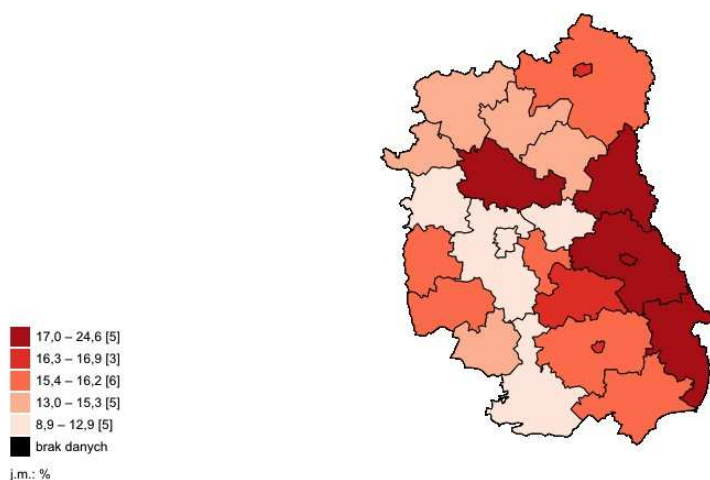 17,0 – 24,6 [5]
16,3 – 16,9 [3]
15,4 – 16,2 [6]
13,0 – 15,3 [5]
8,9 – 12,9 [5]
brak danych
j.m.: %